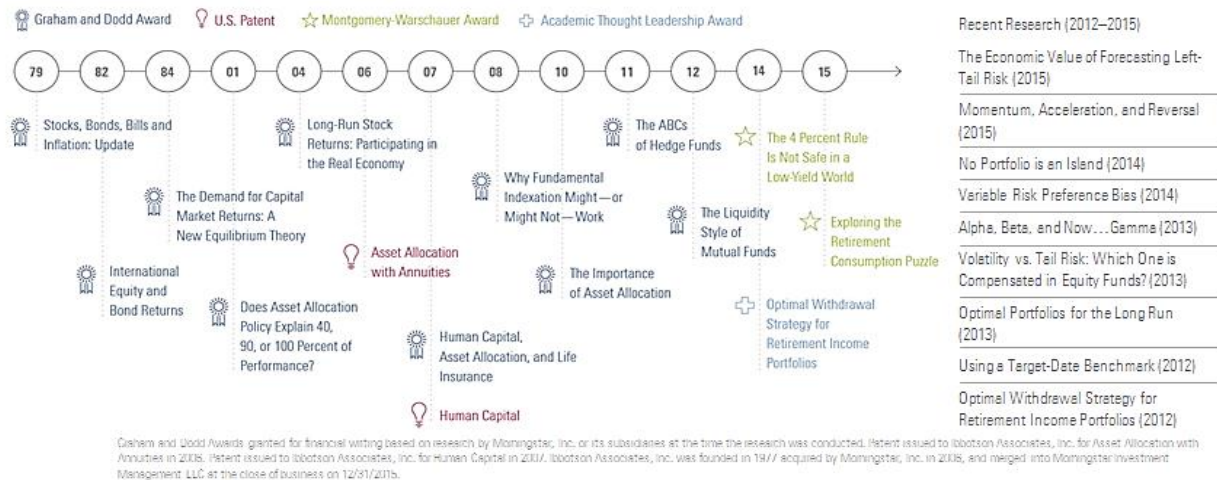 Graham and Dodd Award
U.S. Patent
Montgomery-Warschauer Award
Academic Thought Leadership Award
79
82
84
01
04
06
07
08
10
11
12
14
15
Stocks, Bonds, Bills and
Inflation: Update
International
Equity and
Bond Returns
The Demand for Capital
Market Returns: A
New Equilibrium Theory
Does Asset Allocation
Policy Explain 40,
90, or 100 Percent of
Performance?
Long-Run Stock
Returns: Participating in
the Real Economy
Asset Allocation
with Annuities
Human Capital,
Asset Allocation, and Life
Insurance
Human Capital
Why Fundamental
Indexation Might—or
Might Not—Work
The Importance
of Asset Allocation
The ABCs
of Hedge Funds
The Liquidity
Style of
Mutual Funds
The 4 Percent Rule
Is Not Safe in a
Low-Yield World
Optimal Withdrawal
Strategy for
Retirement Income
Portfolios
Exploring the
Retirement
Consumption Puzzle
Recent Research (2012–2015)
The Economic Value of Forecasting Left-
Tail Risk (2015)
Momentum, Acceleration, and Reversal
(2015)
No Portfolio is an Island (2014)
Variable Risk Preference Bias (2014)
Alpha, Beta, and Now…Gamma (2013)
Volatility vs. Tail Risk: Which One is
Compensated in Equity Funds? (2013)
Optimal Portfolios for the Long Run
(2013)
Using a Target-Date Benchmark (2012)
Optimal Withdrawal Strategy for
Retirement Income Portfolios (2012)
Graham and Dodd Awards granted for financial writing based on research by Morningstar, Inc. or its subsidiaries at the time the research was conducted. Patent issued to Ibbotson Associates, Inc. for Asset Allocation with
Annuities in 2006. Patent issued to Ibbotson Associates, Inc. for Human Capital in 2007. Ibbotson Associates, Inc. was founded in 1977 acquired by Morningstar, Inc. in 2006, and merged into Morningstar Investment
Management LLC at the close of business on 12/31/2015.